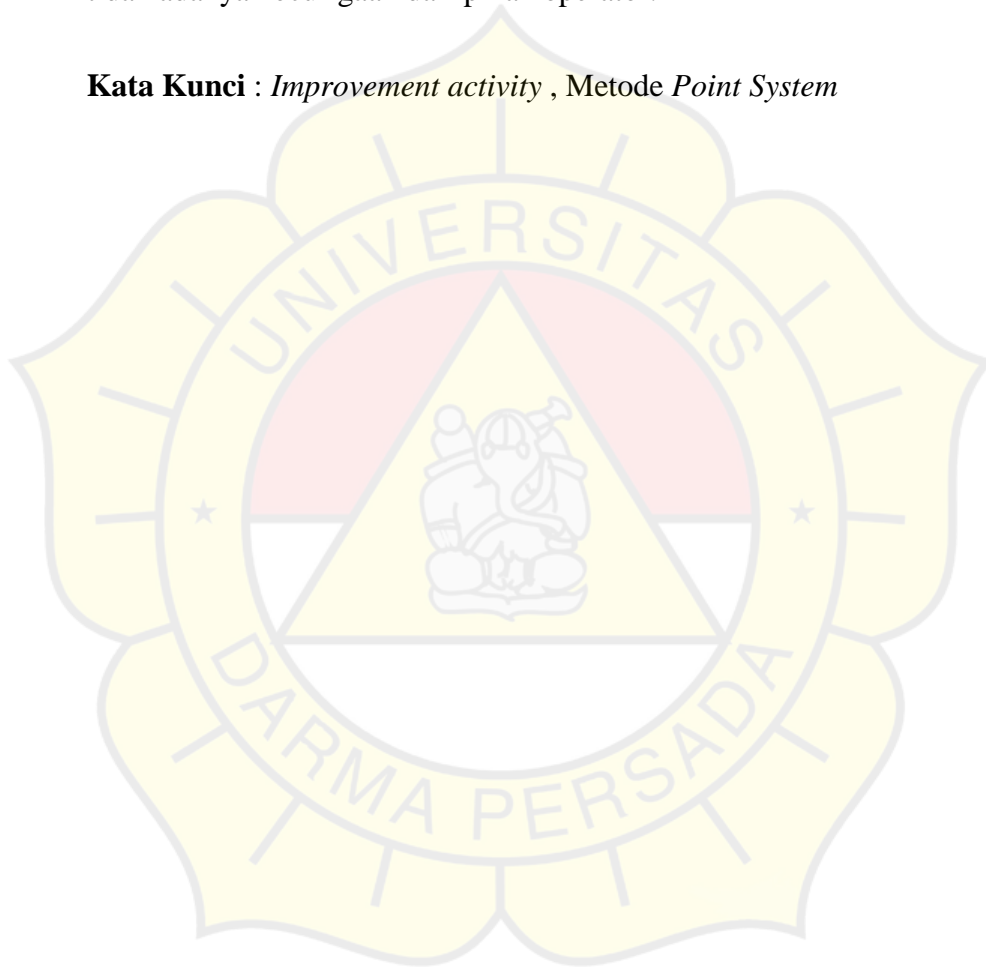 Kata Kunci : Improvement activity , Metode Point System
UNIVERSITAS
DARMA PERSADA